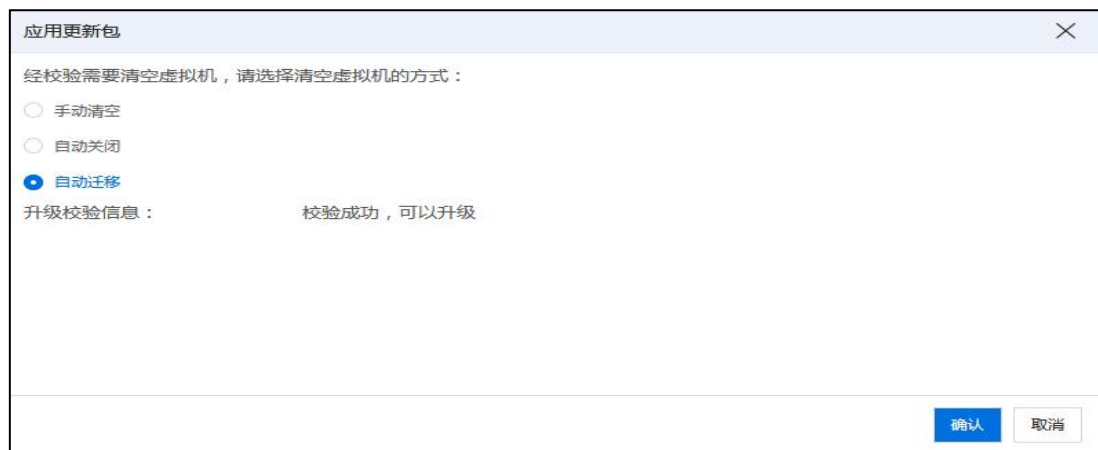 应用更新包
经校验需要清空虚拟机，请选择清空虚拟机的方式：
手动清空
自动关闭
自动迁移
升级校验信息： 校验成功，可以升级
确认 取消